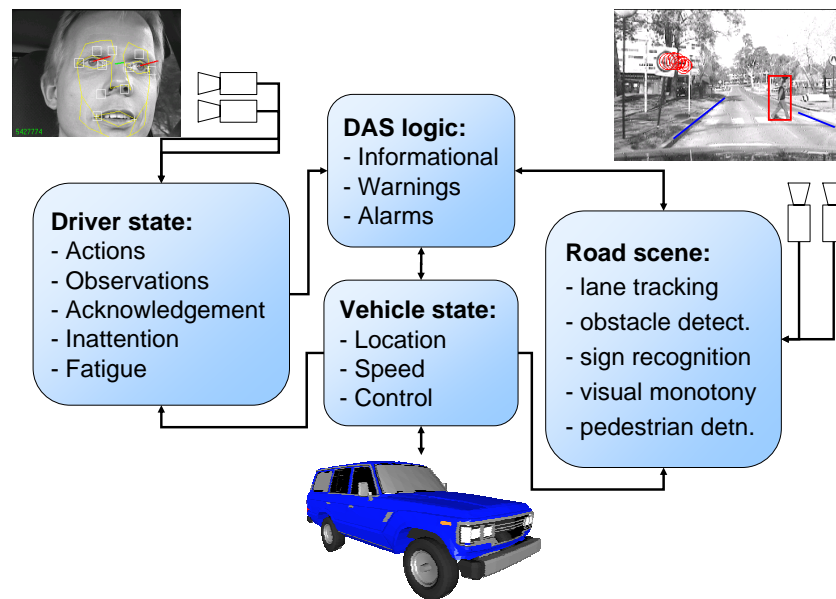 5427774
DAS logic:
- Informational
- Warnings
- Alarms
Driver state:
- Actions
- Observations
- Acknowledgement
- Inattention
- Fatigue
Vehicle state:
- Location
- Speed
- Control
Road scene:
- lane tracking
- obstacle detect.
- sign recognition
- visual monotony
- pedestrian detn.